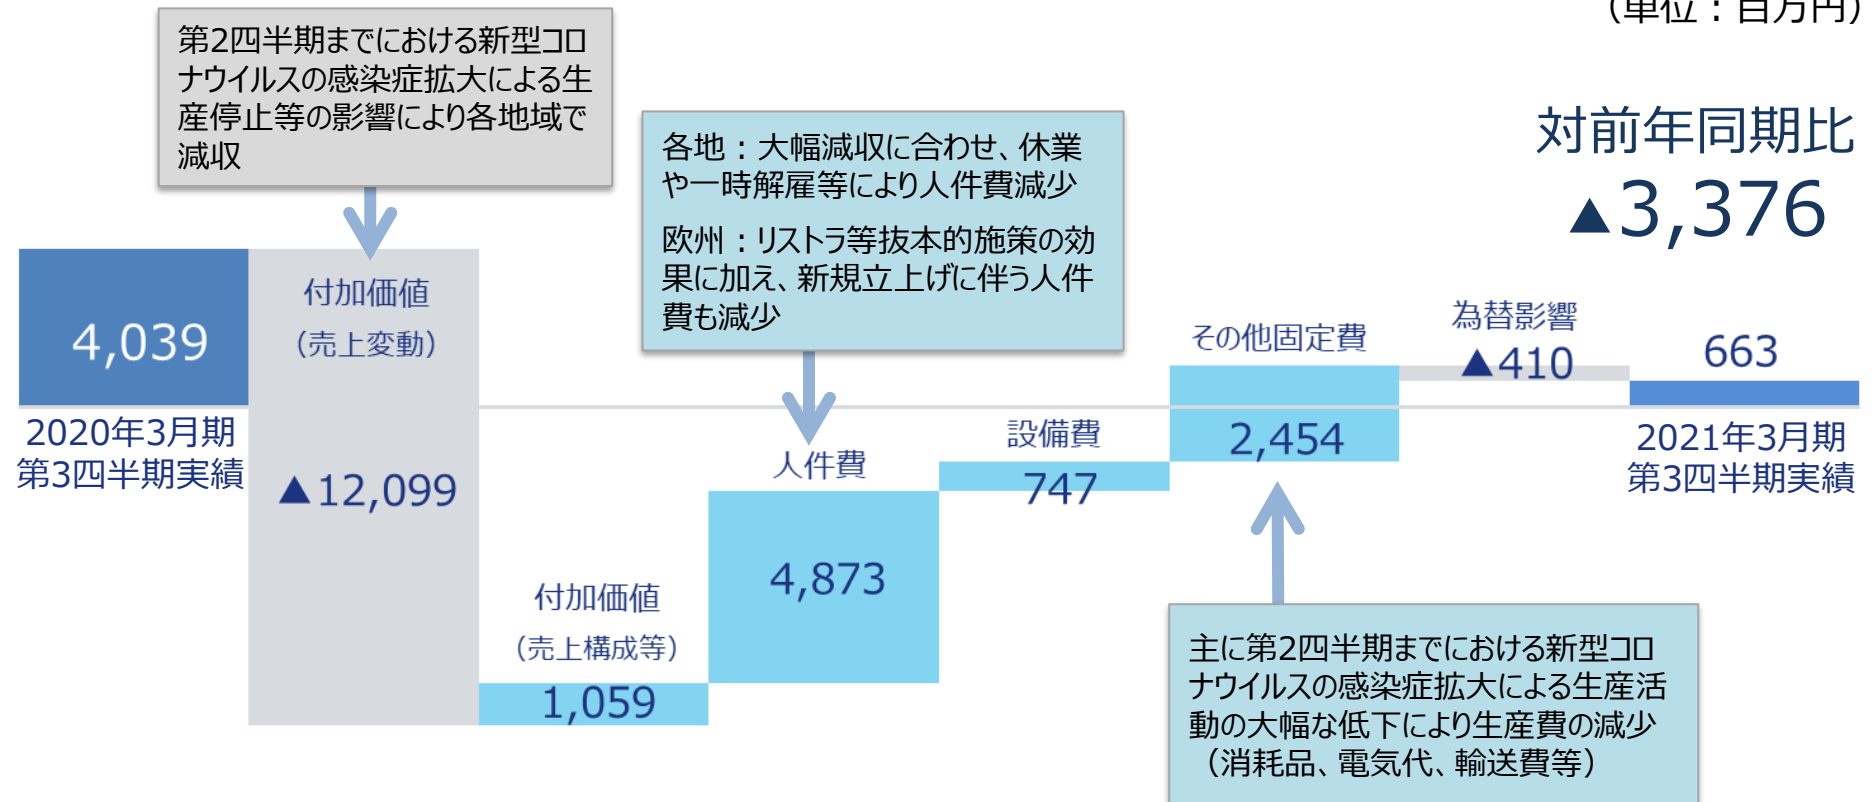 （単位：百万円）
第2四半期までにおける新型コロ
ナウイルスの感染症拡大による生
産停止等の影響により各地域で
減収
各地：大幅減収に合わせ、休業
や一時解雇等により人件費減少
欧州：リストラ等抜本的施策の効
果に加え、新規立上げに伴う人件
費も減少
対前年同期比
▲3,376
4,039
2020年3月期
第3四半期実績
付加価値
（売上変動）
▲12,099
付加価値
（売上構成等）
1,059
人件費
4,873
設備費
747
その他固定費
2,454
為替影響
▲410
663
2021年3月期
第3四半期実績
主に第2四半期までにおける新型コロ
ナウイルスの感染症拡大による生産活
動の大幅な低下により生産費の減少
（消耗品、電気代、輸送費等）